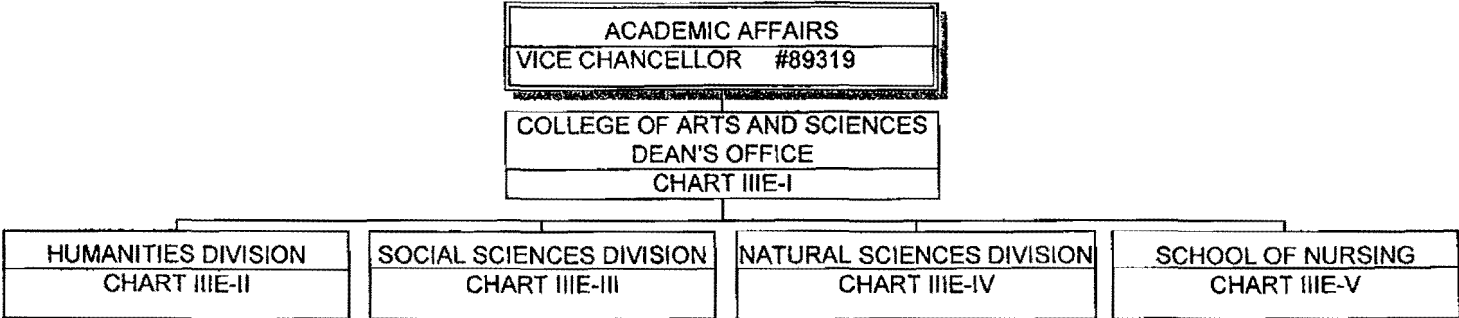 ACADEMIC AFFAIRS
VICE CHANCELLOR #89319
COLLEGE OF ARTS AND SCIENCES
DEAN'S OFFICE
CHART IIIE-I
HUMANITIES DIVISION
CHART IIIE-II
SOCIAL SCIENCES DIVISION
CHART IIIE-III
NATURAL SCIENCES DIVISION
CHART IIIE-IV
SCHOOL OF NURSING
CHART IIIE-V